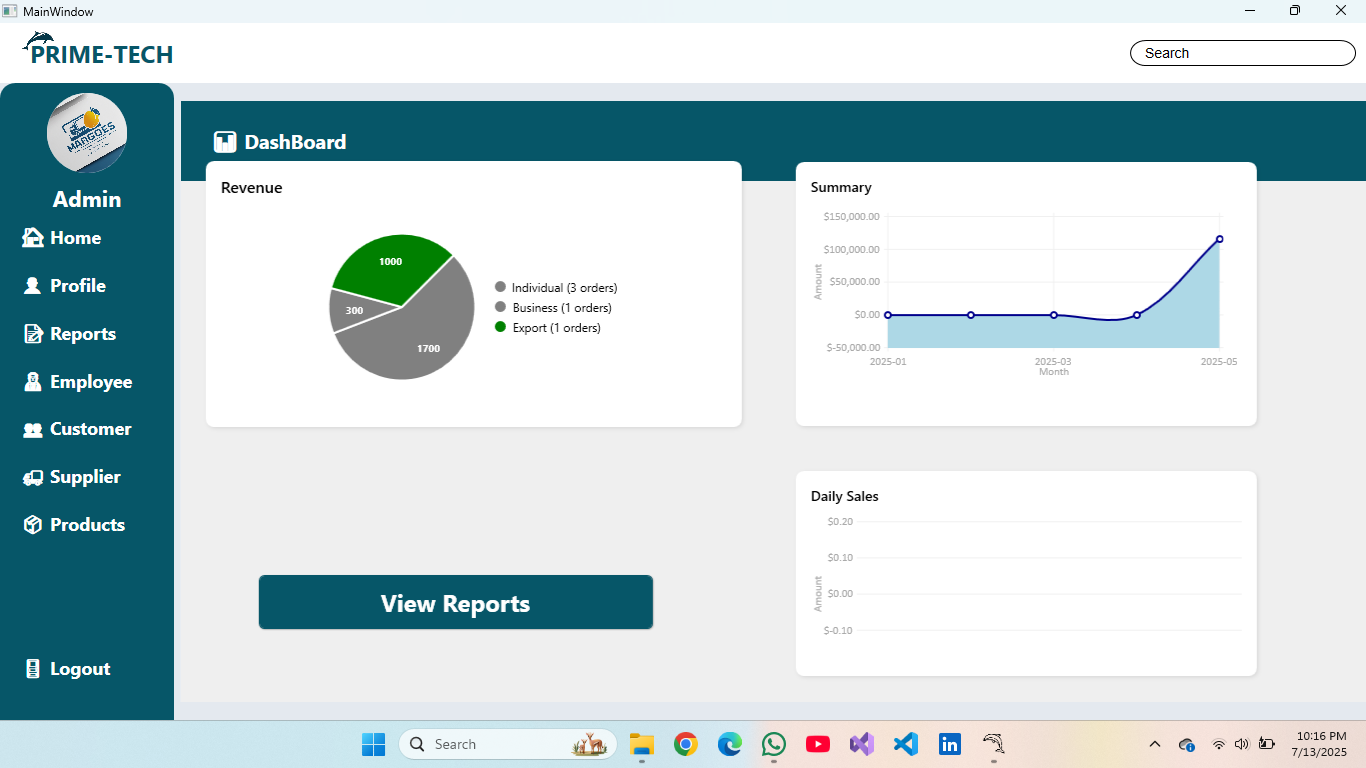 MainWindow
PRIME-TECH
Search
MANGOES
Admin
Home
Profile
Reports
Employee
Customer
Supplier
Products
Logout
DashBoard
Revenue
1000
300
1700
Individual (3 orders)
Business (1 orders)
Export (1 orders)
View Reports
Summary
Amount
$150,000.00
$100,000.00
$50,000.00
$0.00
$-50,000.00
2025-01 2025-03 2025-05
Month
Daily Sales
Amount
$0.20
$0.10
$0.00
$-0.10
Search
10:16 PM
7/13/2025